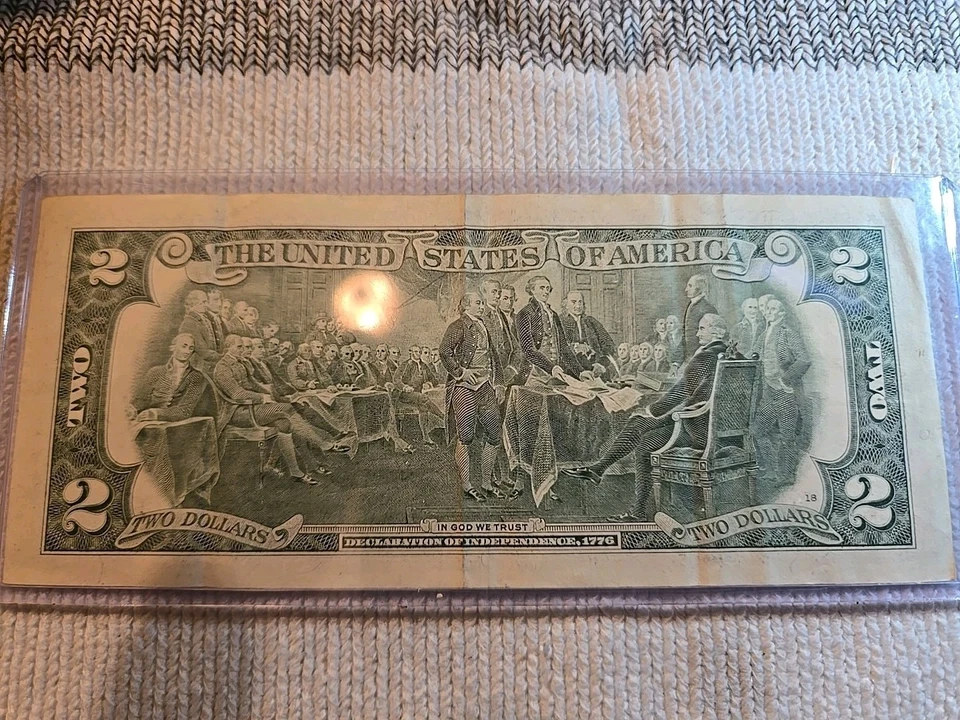 THE UNITED STATES OF AMERICA
2 2
TWO TWO
2 2
18
TWO DOLLARS TWO DOLLARS
IN GOD WE TRUST
DECLARATION OF INDEPENDENCE, 1776